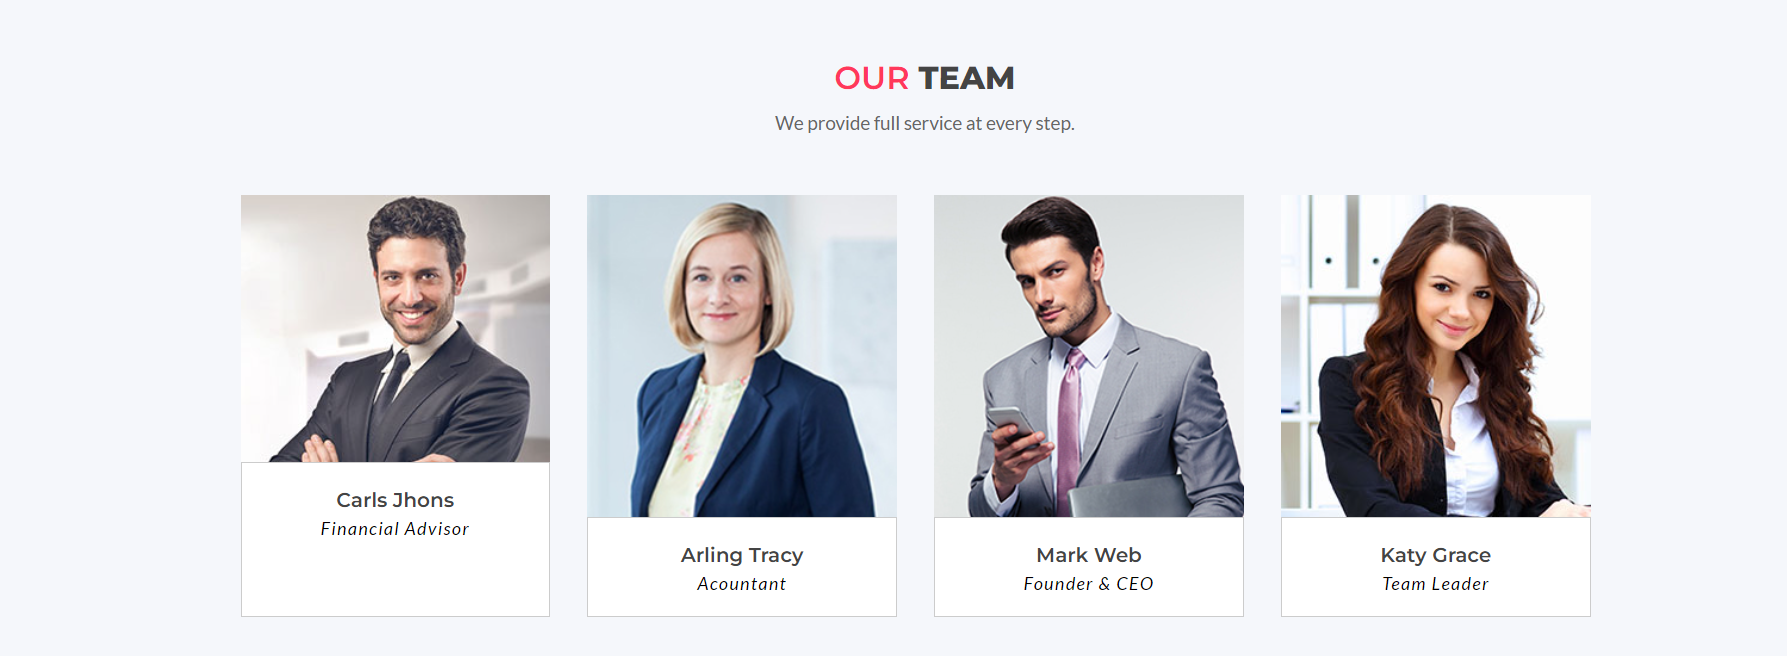 OUR TEAM
We provide full service at every step.
Carls Jhons
Financial Advisor
Arling Tracy
Acountant
Mark Web
Founder & CEO
Katy Grace
Team Leader